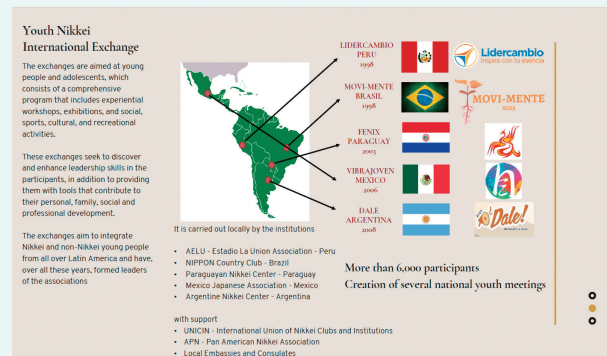 Youth Nikkei
International Exchange
The exchanges are aimed at young
people and adolescents, which
consists of a comprehensive
program that includes experiential
workshops, exhibitions, and social,
sports, cultural, and recreational
activities.
These exchanges seek to discover
and enhance leadership skills in the
participants, in addition to providing
them with tools that contribute to
their personal, family, social and
professional development.
The exchanges aim to integrate
Nikkei and non-Nikkei young people
from all over Latin America and have,
over all these years, formed leaders
of the associations
LIDERCAMBIO
PERU
1998
Lidercambio
Inspira con tu esencia
MOVI-MENTE
BRASIL
1998
MOVI-MENTE
2023
FENIX
PARAGUAY
2003
VIBRAJOVEN
MEXICO
2006
DALE
ARGENTINA
2008
Dale!
It is carried out locally by the institutions
• AELU - Estadio La Union Association - Peru
• NIPPON Country Club - Brazil
• Paraguayan Nikkei Center - Paraguay
• Mexico Japanese Association - Mexico
• Argentine Nikkei Center - Argentina
with support
• UNICIN - International Union of Nikkei Clubs and Institutions
• APN - Pan American Nikkei Association
• Local Embassies and Consulates
More than 6,000 participants
Creation of several national youth meetings